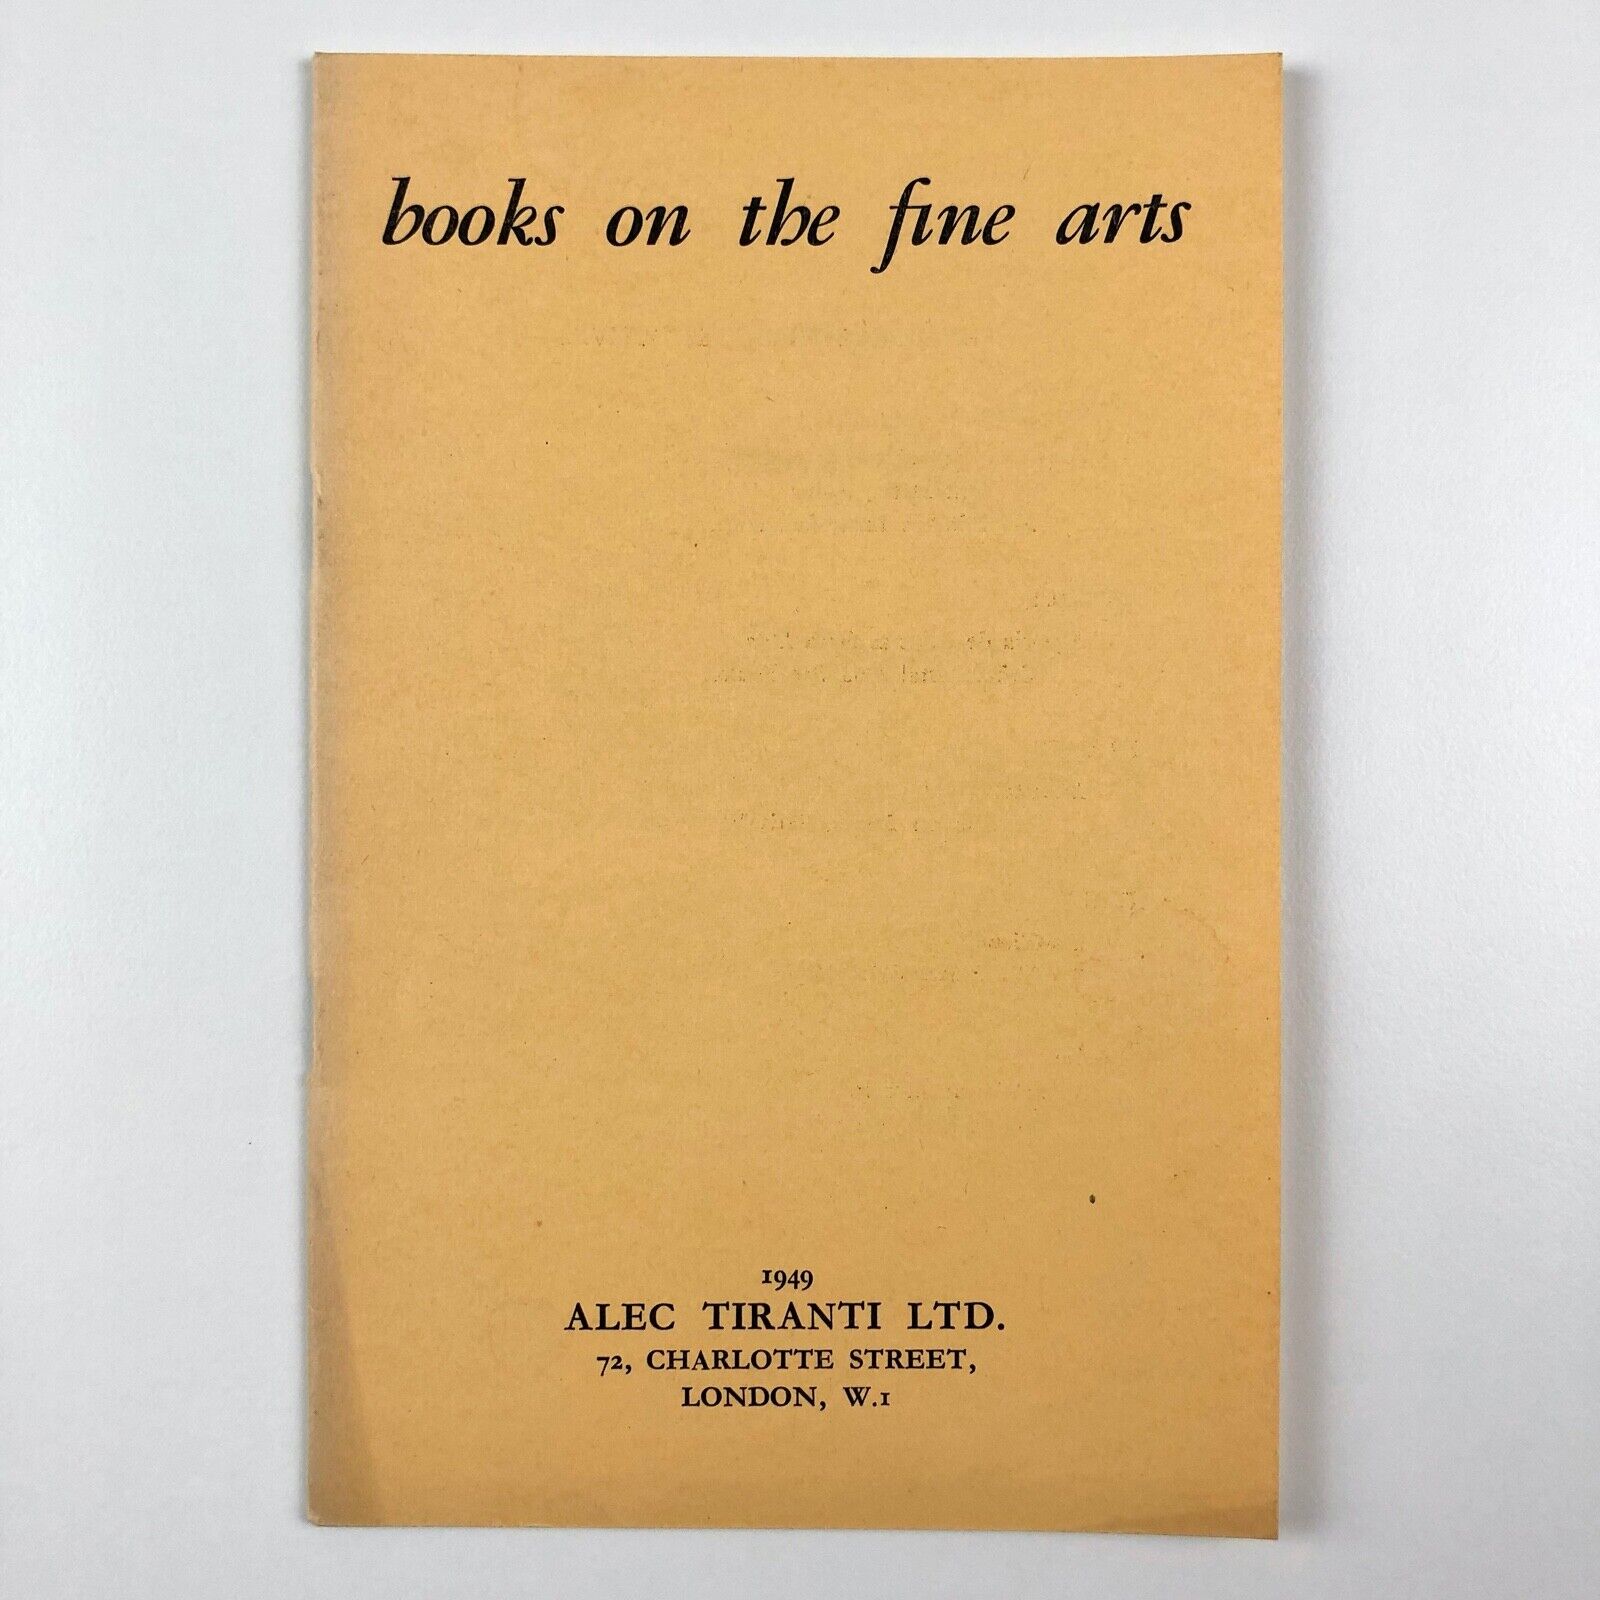 books on the fine arts
1949
ALEC TIRANTI LTD.
72, CHARLOTTE STREET,
LONDON, W.1